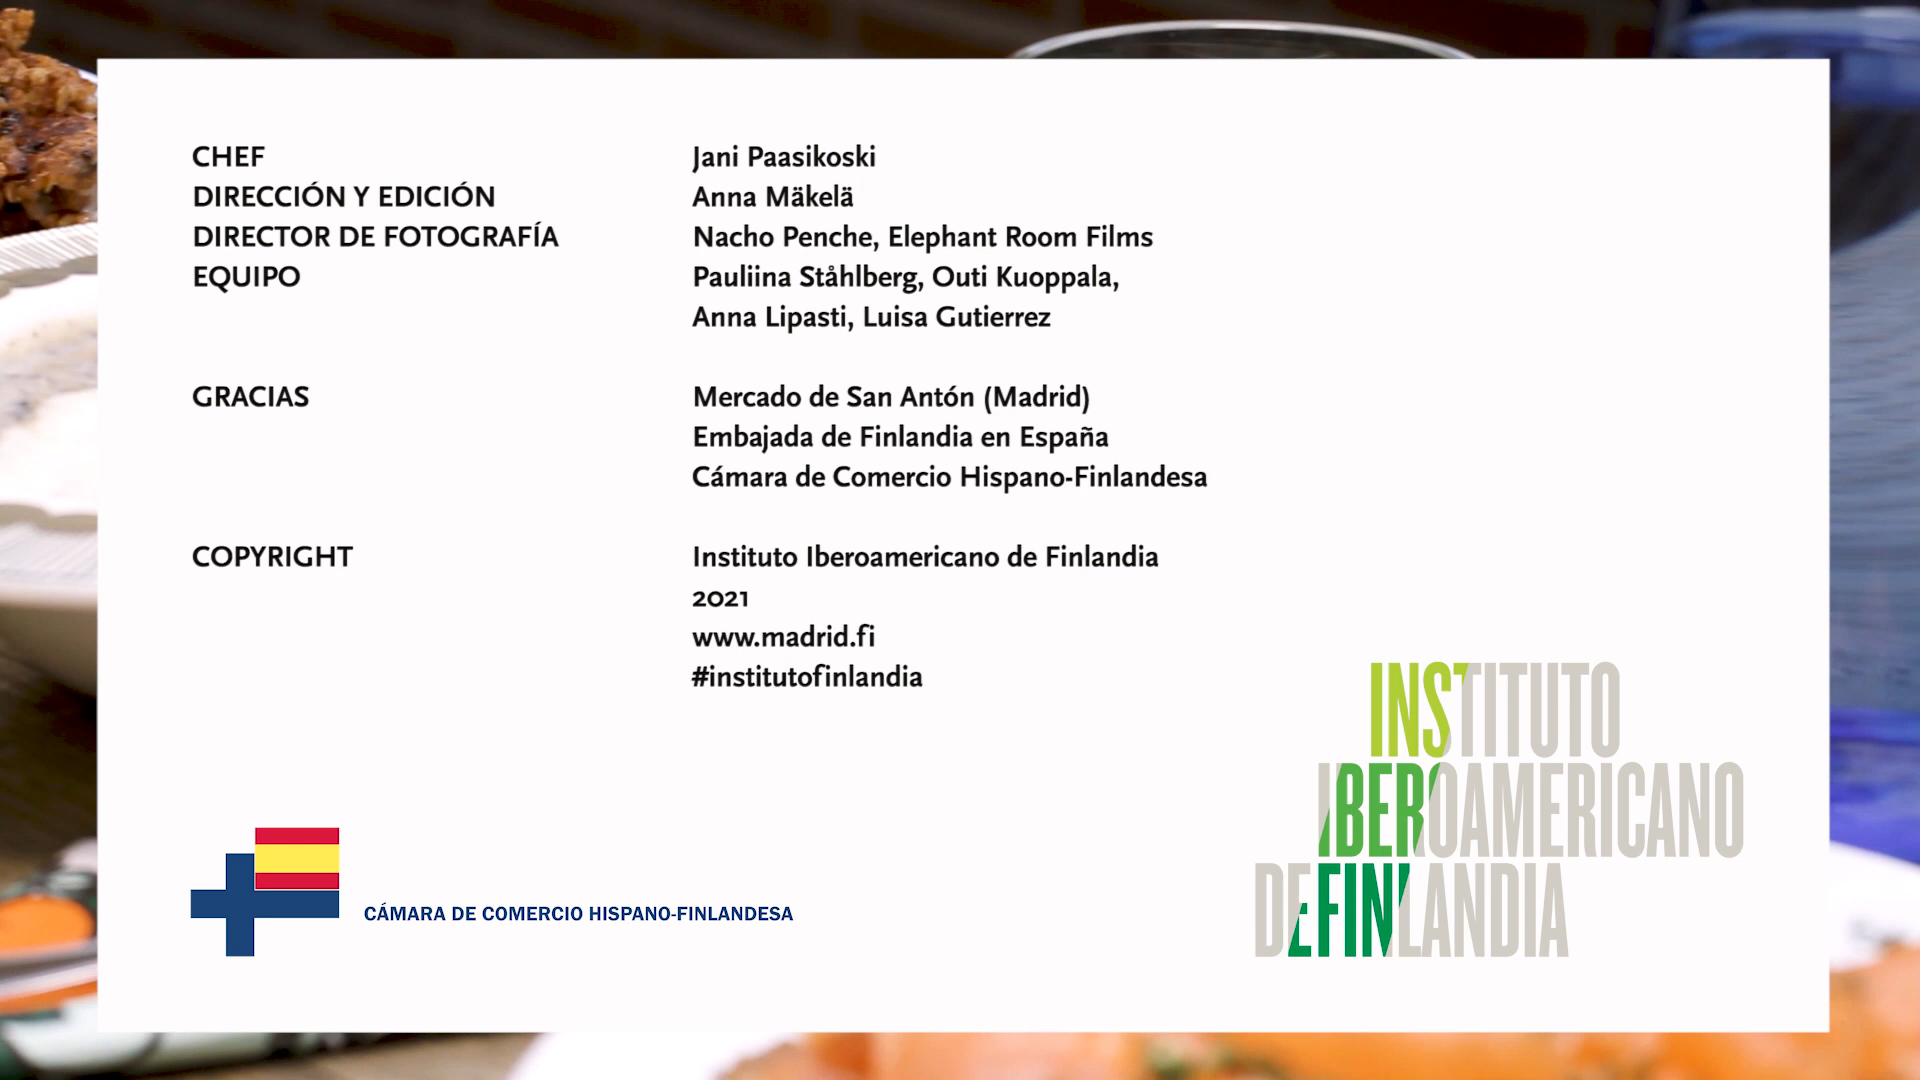 CHEF Jani Paasikoski
DIRECCIÓN Y EDICIÓN Anna Mäkelä
DIRECTOR DE FOTOGRAFÍA Nacho Penche, Elephant Room Films
EQUIPO Pauliina Ståhlberg, Outi Kuoppala,
Anna Lipasti, Luisa Gutierrez
GRACIAS Mercado de San Antón (Madrid)
Embajada de Finlandia en España
Cámara de Comercio Hispano-Finlandesa
COPYRIGHT Instituto Iberoamericano de Finlandia
2021
www.madrid.fi
#institutofinlandia
CÁMARA DE COMERCIO HISPANO-FINLANDESA
INSTITUTO
IBEROAMERICANO
DEFINLANDIA